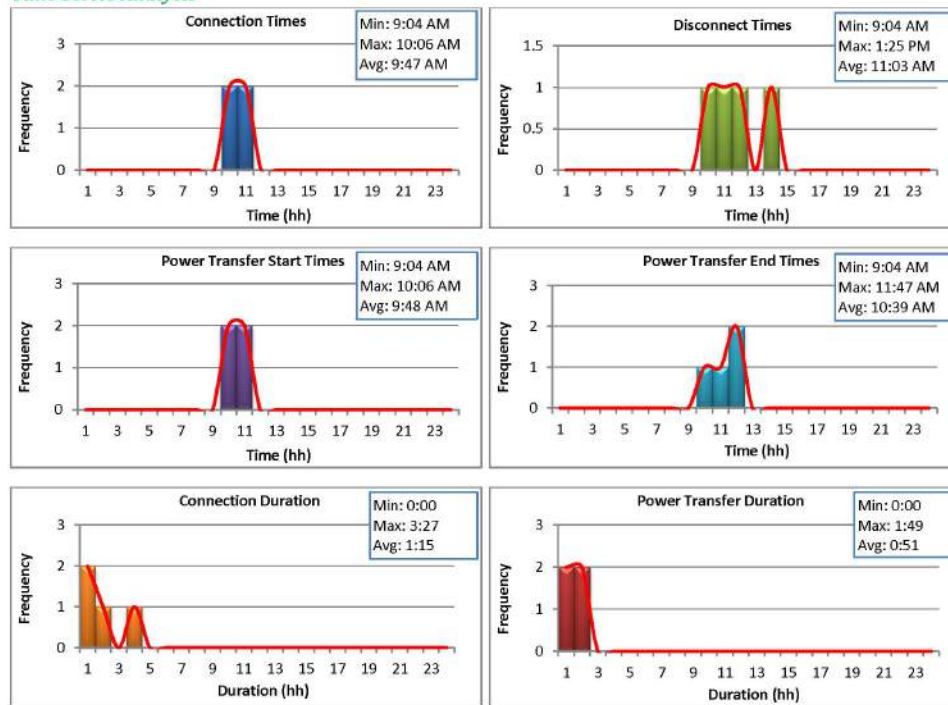 Connection Times
Min: 9:04 AM
Max: 10:06 AM
Avg: 9:47 AM
3
2
1
0
Frequency
1 3 5 7 9 11 13 15 17 19 21 23
Time (hh)
Disconnect Times
Min: 9:04 AM
Max: 1:25 PM
Avg: 11:03 AM
1.5
1
0.5
0
Frequency
1 3 5 7 9 11 13 15 17 19 21 23
Time (hh)
Power Transfer Start Times
Min: 9:04 AM
Max: 10:06 AM
Avg: 9:48 AM
3
2
1
0
Frequency
1 3 5 7 9 11 13 15 17 19 21 23
Time (hh)
Power Transfer End Times
Min: 9:04 AM
Max: 11:47 AM
Avg: 10:39 AM
3
2
1
0
Frequency
1 3 5 7 9 11 13 15 17 19 21 23
Time (hh)
Connection Duration
Min: 0:00
Max: 3:27
Avg: 1:15
3
2
1
0
Frequency
1 3 5 7 9 11 13 15 17 19 21 23
Duration (hh)
Power Transfer Duration
Min: 0:00
Max: 1:49
Avg: 0:51
3
2
1
0
Frequency
1 3 5 7 9 11 13 15 17 19 21 23
Duration (hh)